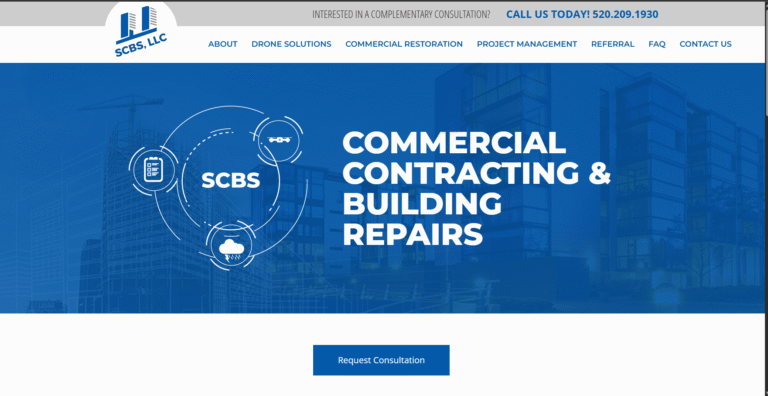 INTERESTED IN A COMPLEMENTARY CONSULTATION? CALL US TODAY! 520.209.1930
SCBS, LLC
ABOUT DRONE SOLUTIONS COMMERCIAL RESTORATION PROJECT MANAGEMENT REFERRAL FAQ CONTACT US
SCBS
COMMERCIAL
CONTRACTING &
BUILDING
REPAIRS
Request Consultation